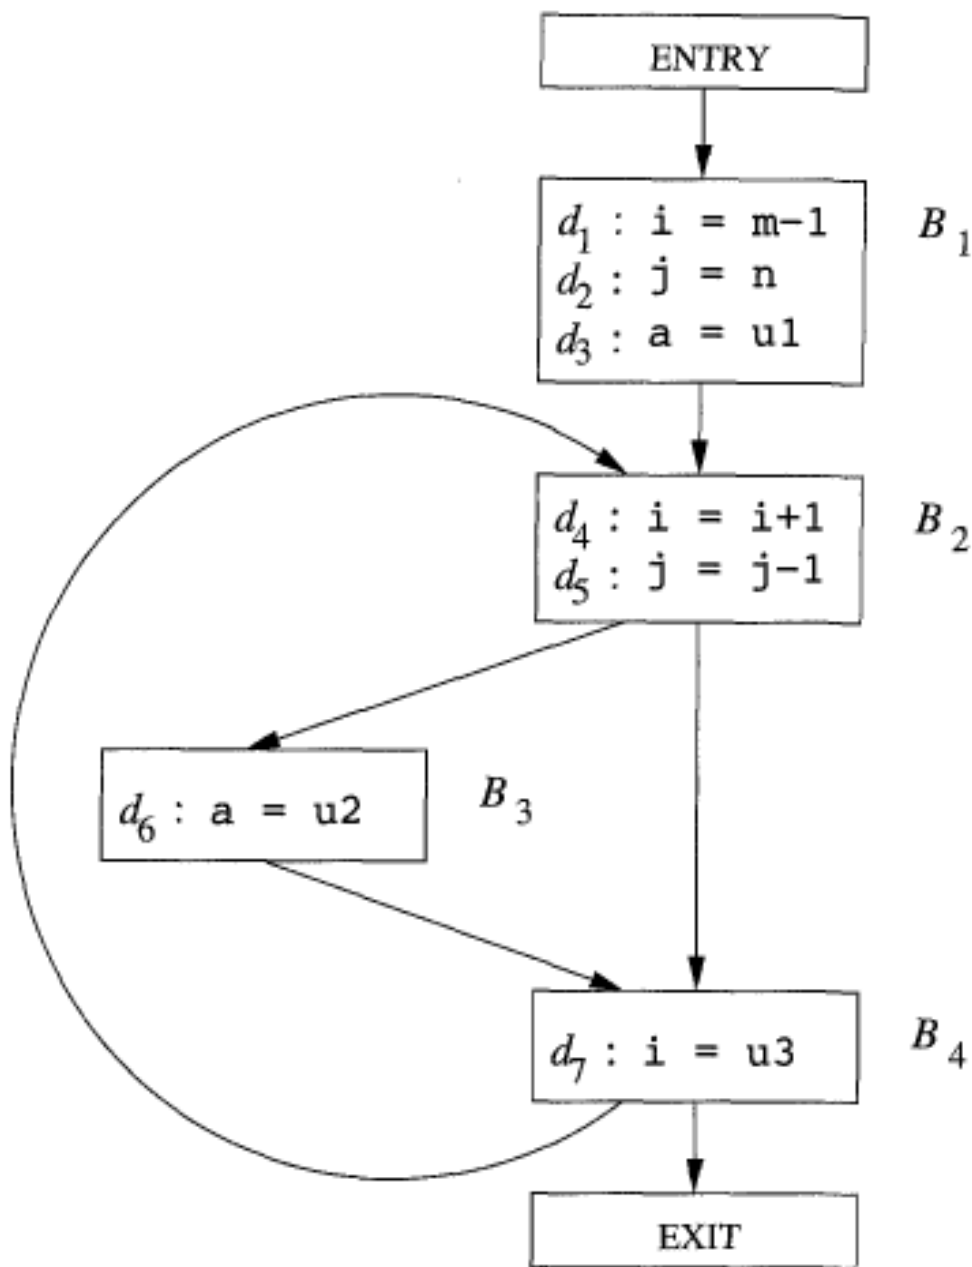 ENTRY
d1 : i = m-1
B1
d2 : j = n
d3 : a = u1
d4 : i = i+1
B2
d5 : j = j-1
d6 : a = u2
B3
d7 : i = u3
B4
EXIT